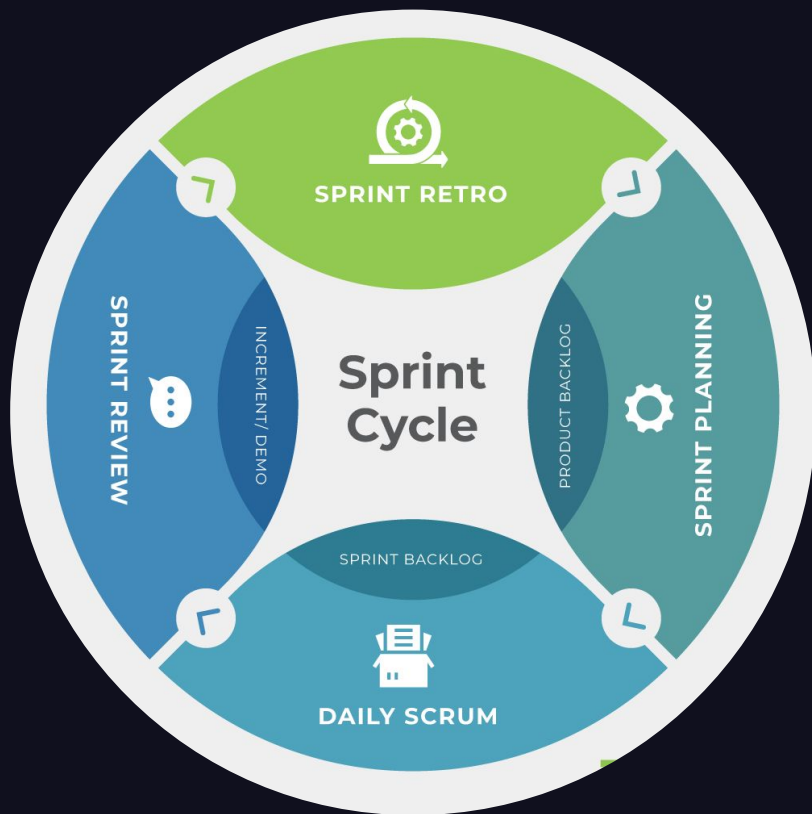 SPRINT RETRO
SPRINT REVIEW
INCREMENT/ DEMO
Sprint
Cycle
PRODUCT BACKLOG
SPRINT PLANNING
SPRINT BACKLOG
DAILY SCRUM